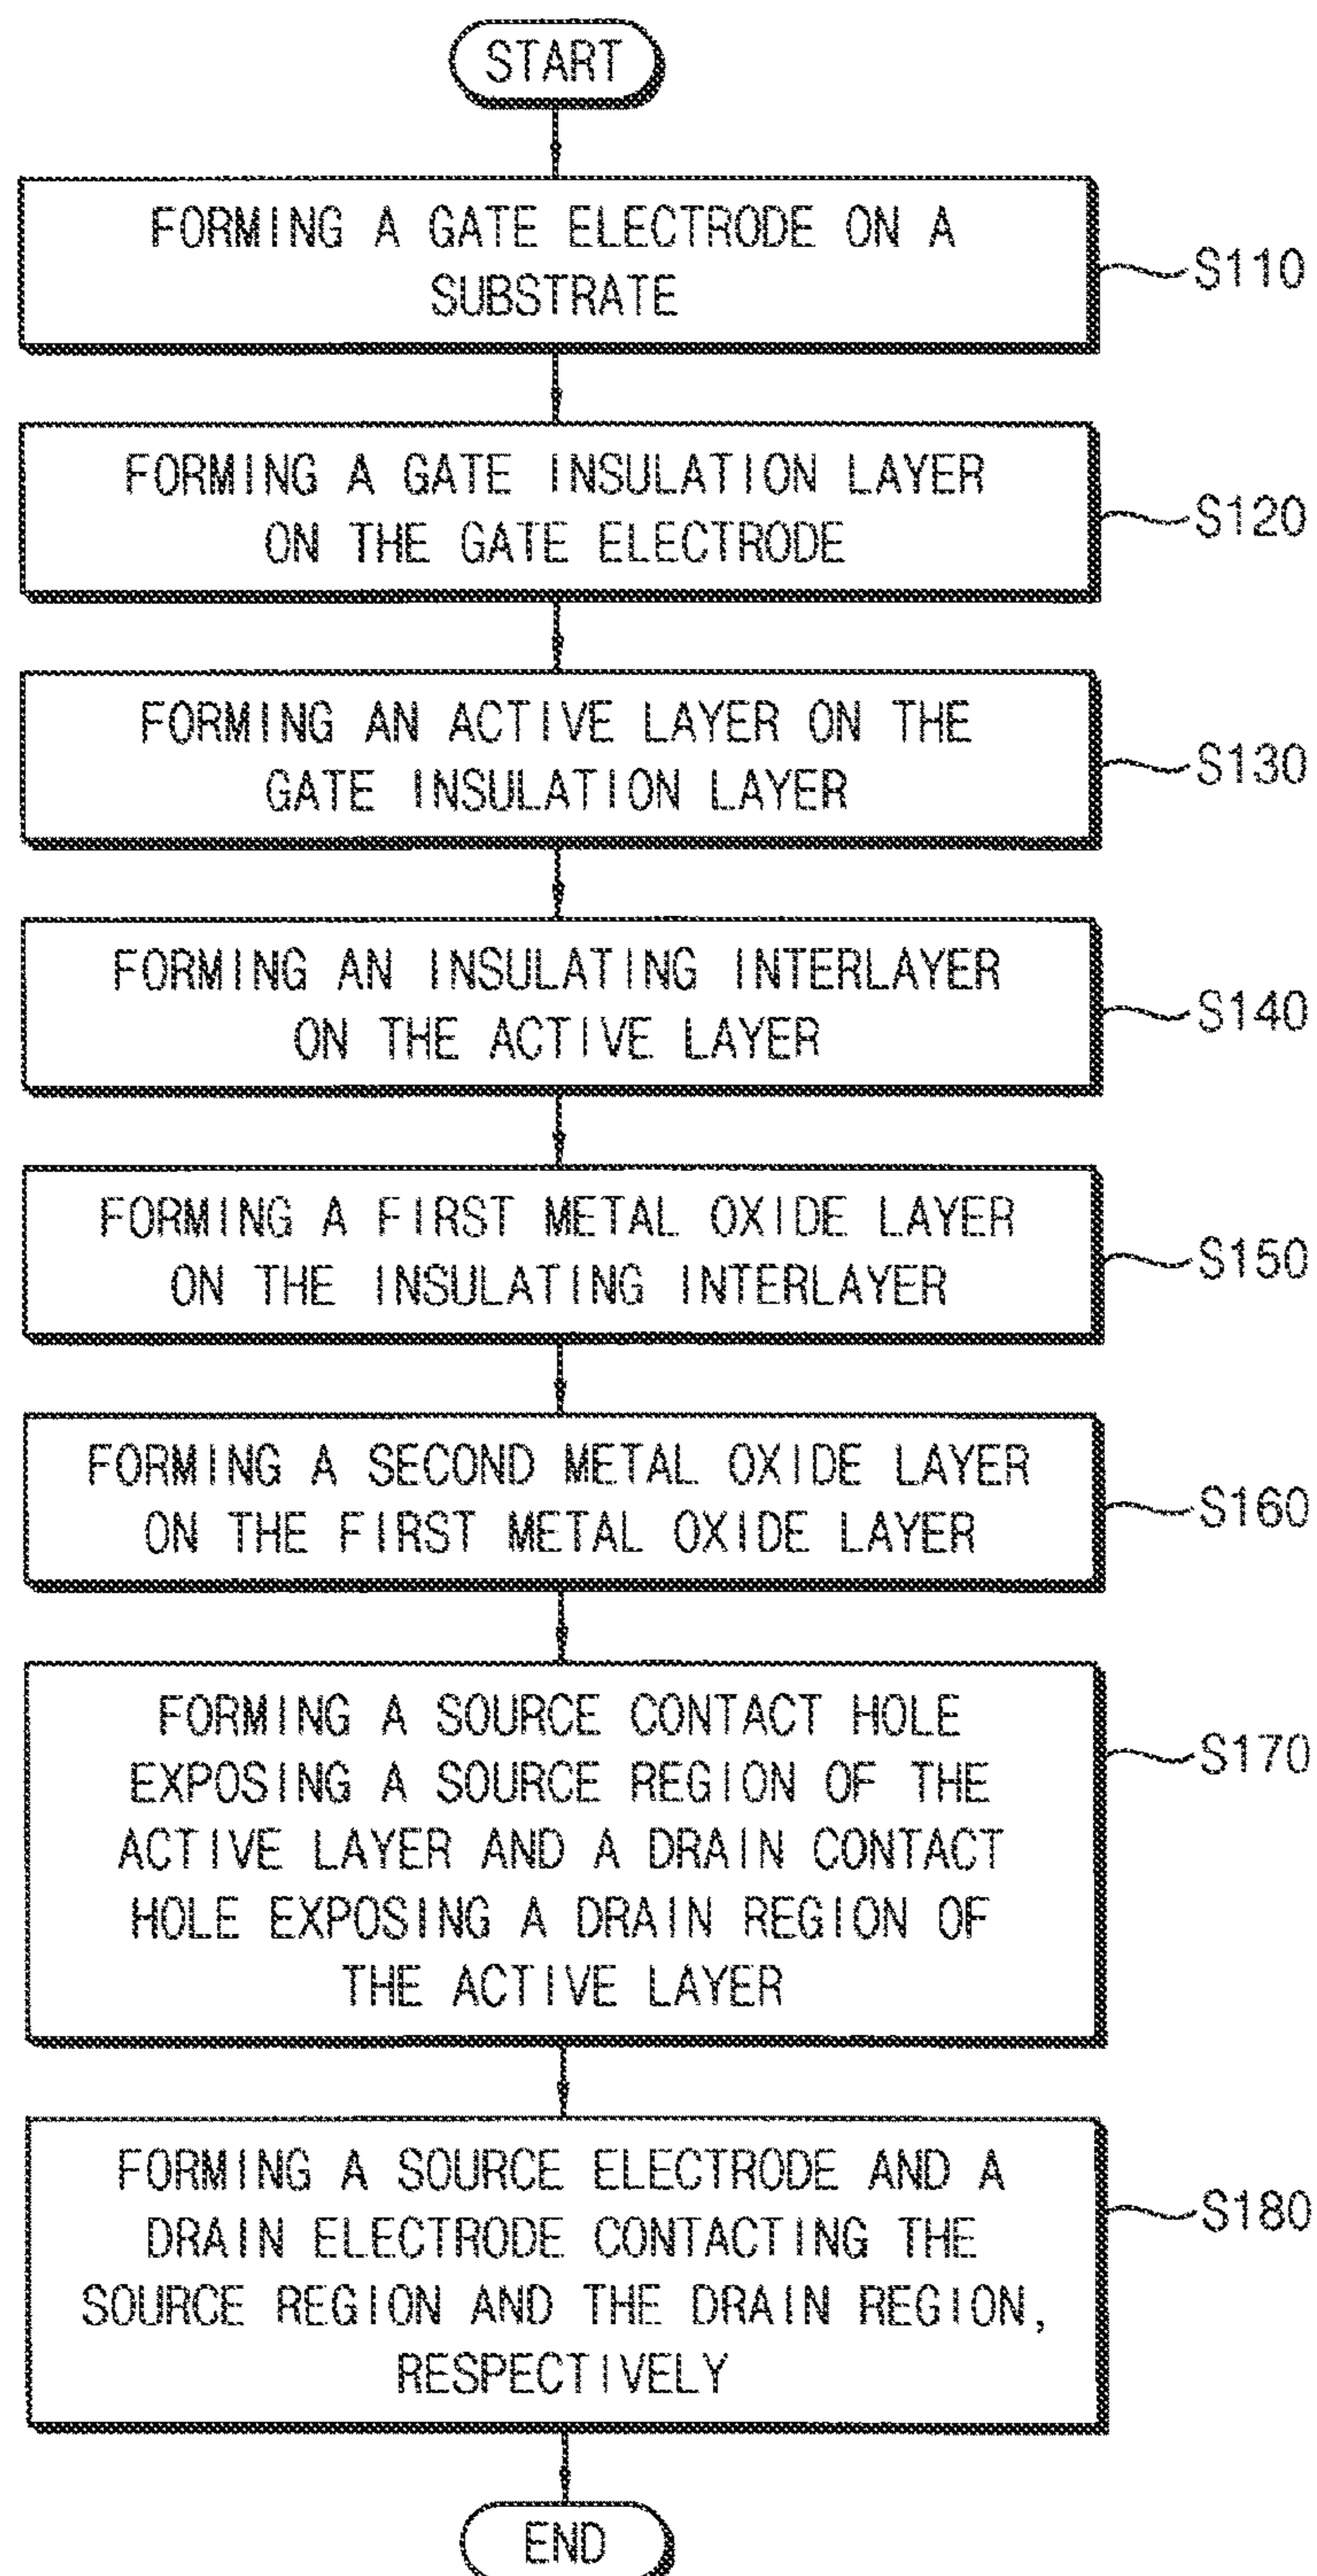 START
FORMING A GATE ELECTRODE ON A
SUBSTRATE
S110
FORMING A GATE INSULATION LAYER
ON THE GATE ELECTRODE
S120
FORMING AN ACTIVE LAYER ON THE
GATE INSULATION LAYER
S130
FORMING AN INSULATING INTERLAYER
ON THE ACTIVE LAYER
S140
FORMING A FIRST METAL OXIDE LAYER
ON THE INSULATING INTERLAYER
S150
FORMING A SECOND METAL OXIDE LAYER
ON THE FIRST METAL OXIDE LAYER
S160
FORMING A SOURCE CONTACT HOLE
EXPOSING A SOURCE REGION OF THE
ACTIVE LAYER AND A DRAIN CONTACT
HOLE EXPOSING A DRAIN REGION OF
THE ACTIVE LAYER
S170
FORMING A SOURCE ELECTRODE AND A
DRAIN ELECTRODE CONTACTING THE
SOURCE REGION AND THE DRAIN REGION,
RESPECTIVELY
S180
END